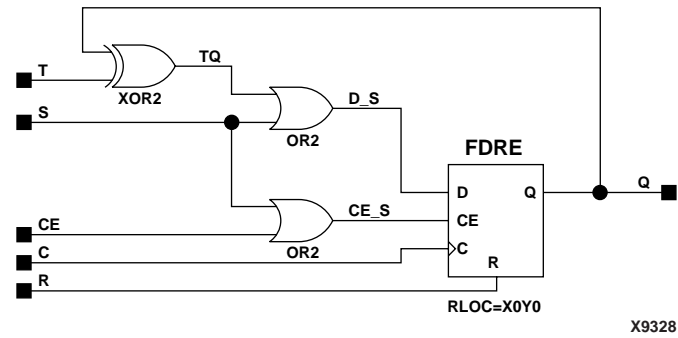 T
TQ
XOR2
S
D_S
OR2
FDRE
D
Q
Q
CE
CE_S
CE
OR2
C
C
R
R
RLOC=X0Y0
X9328